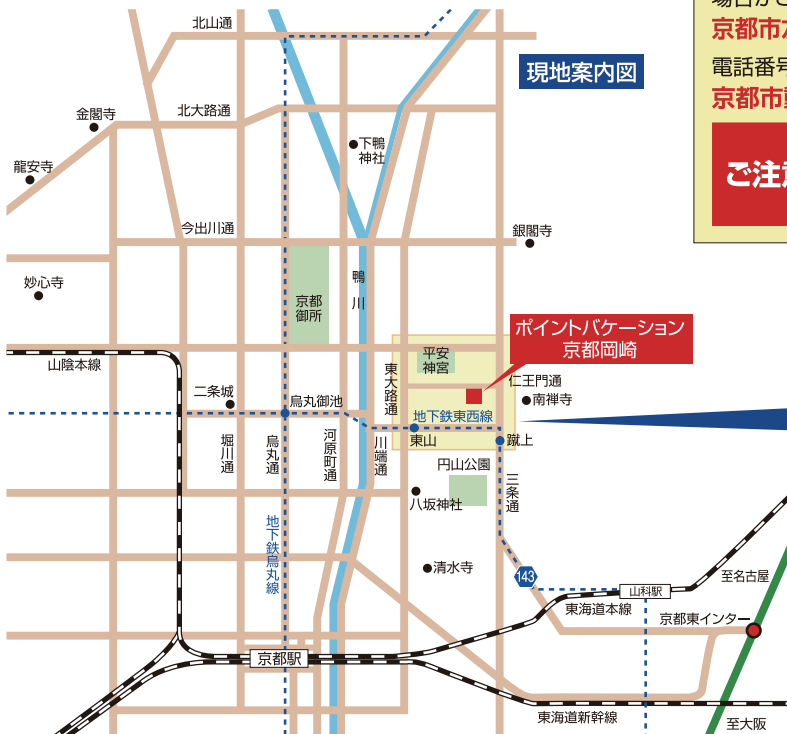 北山通
現地案内図
京都市
電話番号
京都市
ご注意
北大路通
金閣寺
下鴨
神社
龍安寺
今出川通
銀閣寺
妙心寺
鴨川
京都
御所
ポイントバケーション
京都岡崎
平安
神宮
山陰本線
東大路通
仁王門通
二条城
烏丸御池
南禅寺
地下鉄東西線
東山
蹴上
堀川通
烏丸通
河原町通
川端通
円山公園
三条通
八坂神社
地下鉄烏丸線
清水寺
143
山科駅
至名古屋
東海道本線
京都東インター
京都駅
東海道新幹線
至大阪